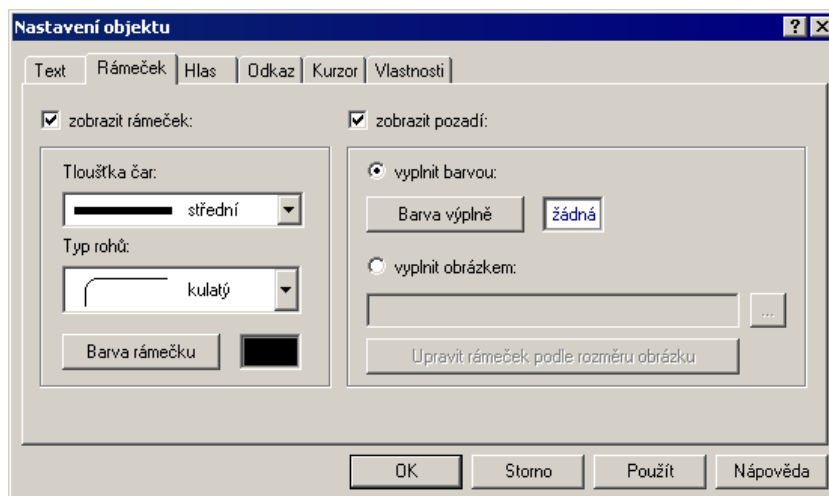 Nastavení objektu
Text Rámeček Hlas Odkaz Kurzor Vlastnosti
zobrazit rámeček:
Tloušťka čar:
střední
Typ rohů:
kulatý
Barva rámečku
zobrazit pozadí:
vyplnit barvou:
Barva výplně žádná
vyplnit obrázkem:
...
Upravit rámeček podle rozměru obrázku
OK Storno Použít Nápověda